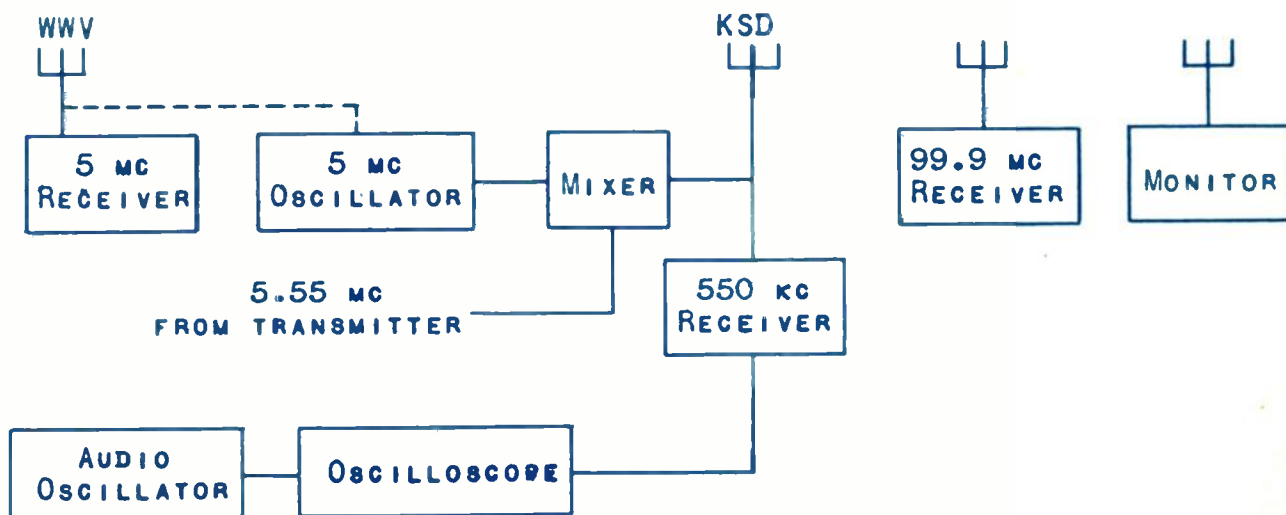 WWV
KSD
5 MC
RECEIVER
5 MC
OSCILLATOR
MIXER
99.9 MC
RECEIVER
MONITOR
5.55 MC
FROM TRANSMITTER
550 KC
RECEIVER
AUDIO
OSCILLATOR
OSCILLOSCOPE